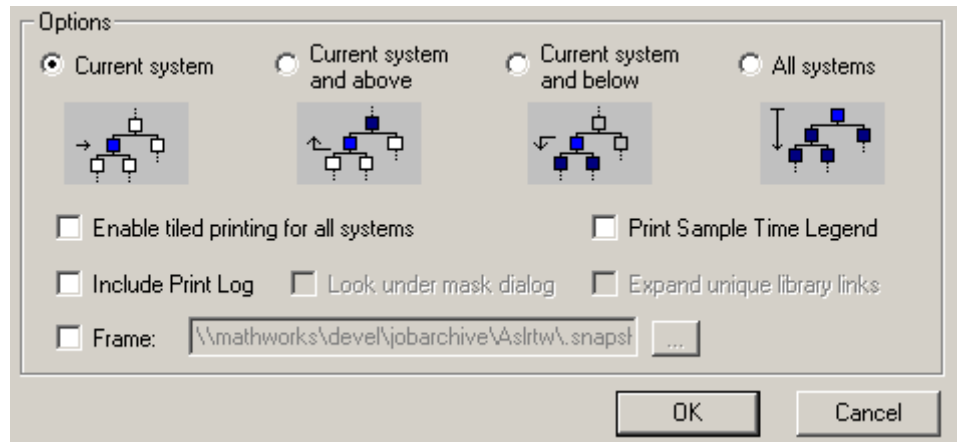 Options
Current system
Current system
and above
Current system
and below
All systems
Enable tiled printing for all systems
Print Sample Time Legend
Include Print Log
Look under mask dialog
Expand unique library links
Frame:
\\mathworks\devel\jobarchive\Aslrtw\.snapsh
...
OK
Cancel